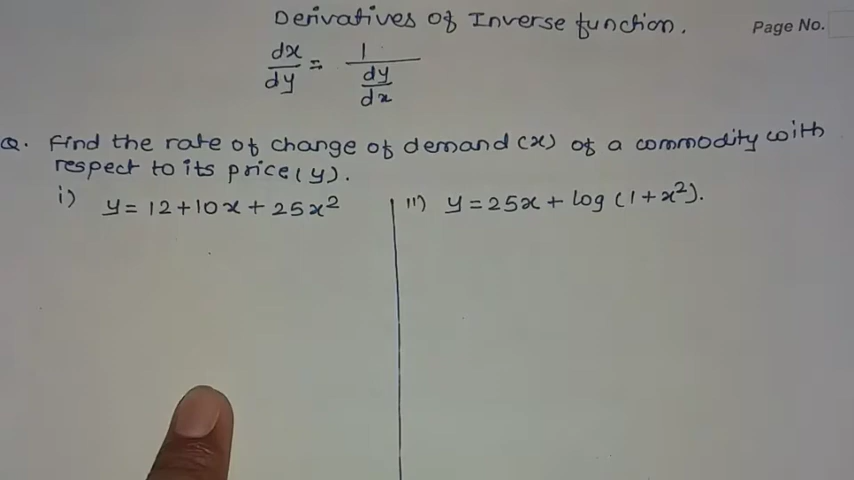 Derivatives of Inverse function.
Page No.
dx/dy = 1/(dy/dx)
Q. Find the rate of change of demand (x) of a commodity with
respect to its price (y).
i) y = 12+10x + 25x²
ii) y = 25x + log (1+x²).